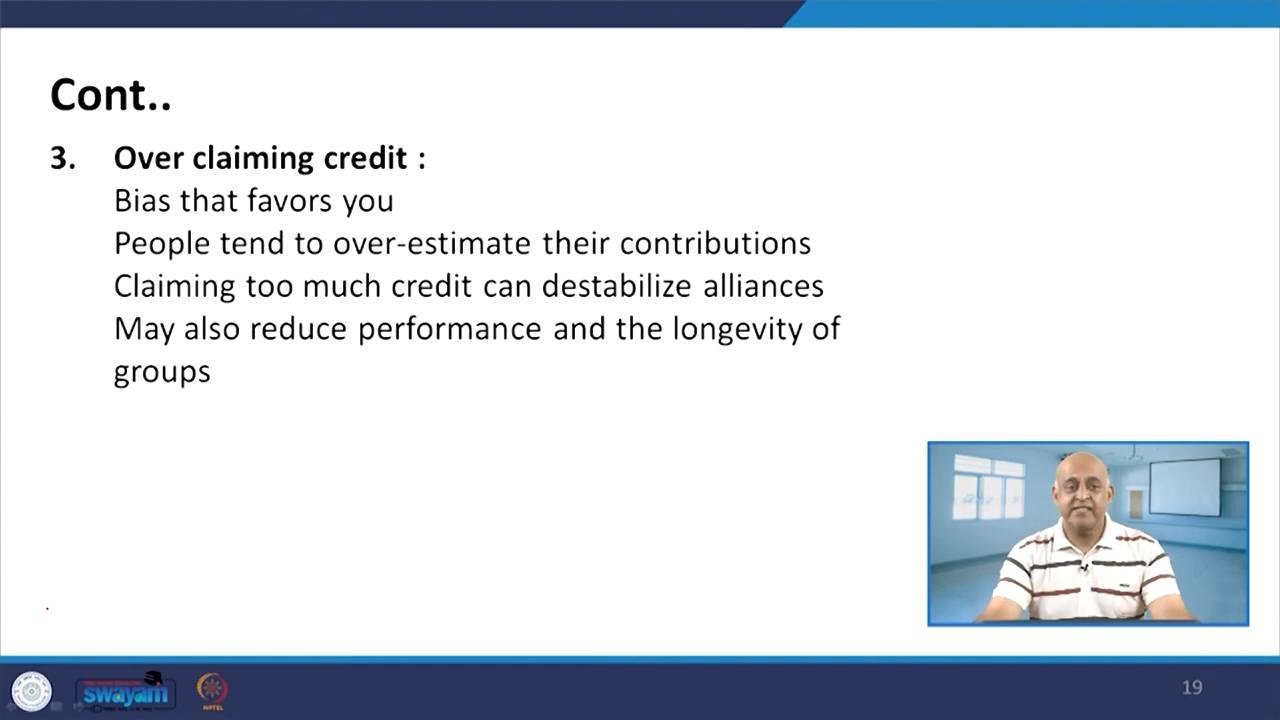 Cont..
3. Over claiming credit :
Bias that favors you
People tend to over-estimate their contributions
Claiming too much credit can destabilize alliances
May also reduce performance and the longevity of
groups
swayam
NPTEL
19